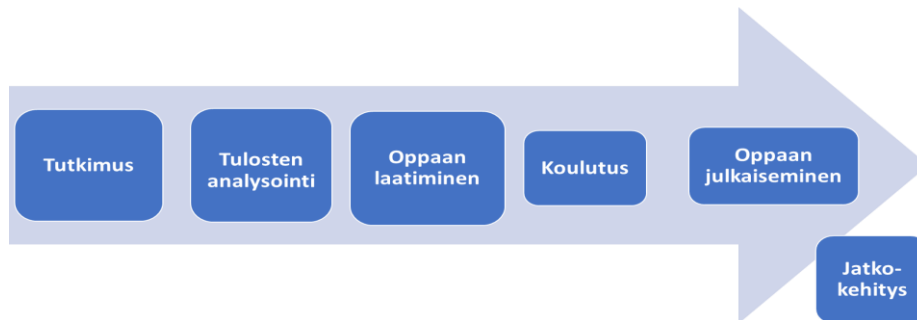 Tutkimus
Tulosten
analysointi
Oppaan
laatiminen
Koulutus
Oppaan
julkaiseminen
Jatko-
kehitys